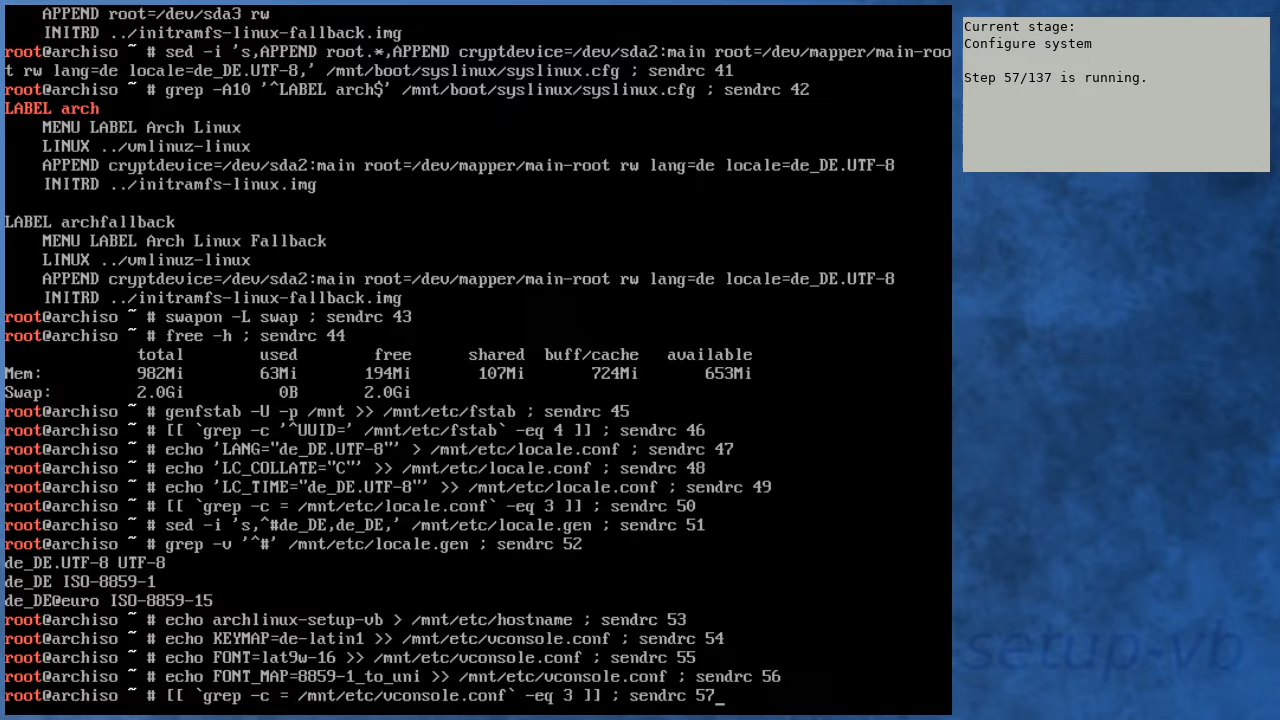 APPEND root=/dev/sda3 rw
INITRD ../initramfs-linux-fallback.img
root@archiso ~ # sed -i 's,APPEND root.*,APPEND cryptdevice=/dev/sda2:main root=/dev/mapper/main-roo
t rw lang=de locale=de_DE.UTF-8,' /mnt/boot/syslinux/syslinux.cfg ; sendrc 41
root@archiso ~ # grep -A10 '^LABEL arch$' /mnt/boot/syslinux/syslinux.cfg ; sendrc 42
LABEL arch
MENU LABEL Arch Linux
LINUX ../vmlinuz-linux
APPEND cryptdevice=/dev/sda2:main root=/dev/mapper/main-root rw lang=de locale=de_DE.UTF-8
INITRD ../initramfs-linux.img
LABEL archfallback
MENU LABEL Arch Linux Fallback
LINUX ../vmlinuz-linux
APPEND cryptdevice=/dev/sda2:main root=/dev/mapper/main-root rw lang=de locale=de_DE.UTF-8
INITRD ../initramfs-linux-fallback.img
root@archiso ~ # swapon -L swap ; sendrc 43
root@archiso ~ # free -h ; sendrc 44
total used free shared buff/cache available
Mem: 982Mi 63Mi 194Mi 107Mi 724Mi 653Mi
Swap: 2.0Gi 0B 2.0Gi
root@archiso ~ # genfstab -U -p /mnt >> /mnt/etc/fstab ; sendrc 45
root@archiso ~ # [[ `grep -c '^UUID=' /mnt/etc/fstab` -eq 4 ]] ; sendrc 46
root@archiso ~ # echo 'LANG="de_DE.UTF-8"' > /mnt/etc/locale.conf ; sendrc 47
root@archiso ~ # echo 'LC_COLLATE="C"' >> /mnt/etc/locale.conf ; sendrc 48
root@archiso ~ # echo 'LC_TIME="de_DE.UTF-8"' >> /mnt/etc/locale.conf ; sendrc 49
root@archiso ~ # [[ `grep -c = /mnt/etc/locale.conf` -eq 3 ]] ; sendrc 50
root@archiso ~ # sed -i 's,^#de_DE,de_DE,' /mnt/etc/locale.gen ; sendrc 51
root@archiso ~ # grep -v '^#' /mnt/etc/locale.gen ; sendrc 52
de_DE.UTF-8 UTF-8
de_DE ISO-8859-1
de_DE@euro ISO-8859-15
root@archiso ~ # echo archlinux-setup-vb > /mnt/etc/hostname ; sendrc 53
root@archiso ~ # echo KEYMAP=de-latin1 >> /mnt/etc/vconsole.conf ; sendrc 54
root@archiso ~ # echo FONT=lat9w-16 >> /mnt/etc/vconsole.conf ; sendrc 55
root@archiso ~ # echo FONT_MAP=8859-1_to_uni >> /mnt/etc/vconsole.conf ; sendrc 56
root@archiso ~ # [[ `grep -c = /mnt/etc/vconsole.conf` -eq 3 ]] ; sendrc 57_
Current stage:
Configure system
Step 57/137 is running.
setup-vb